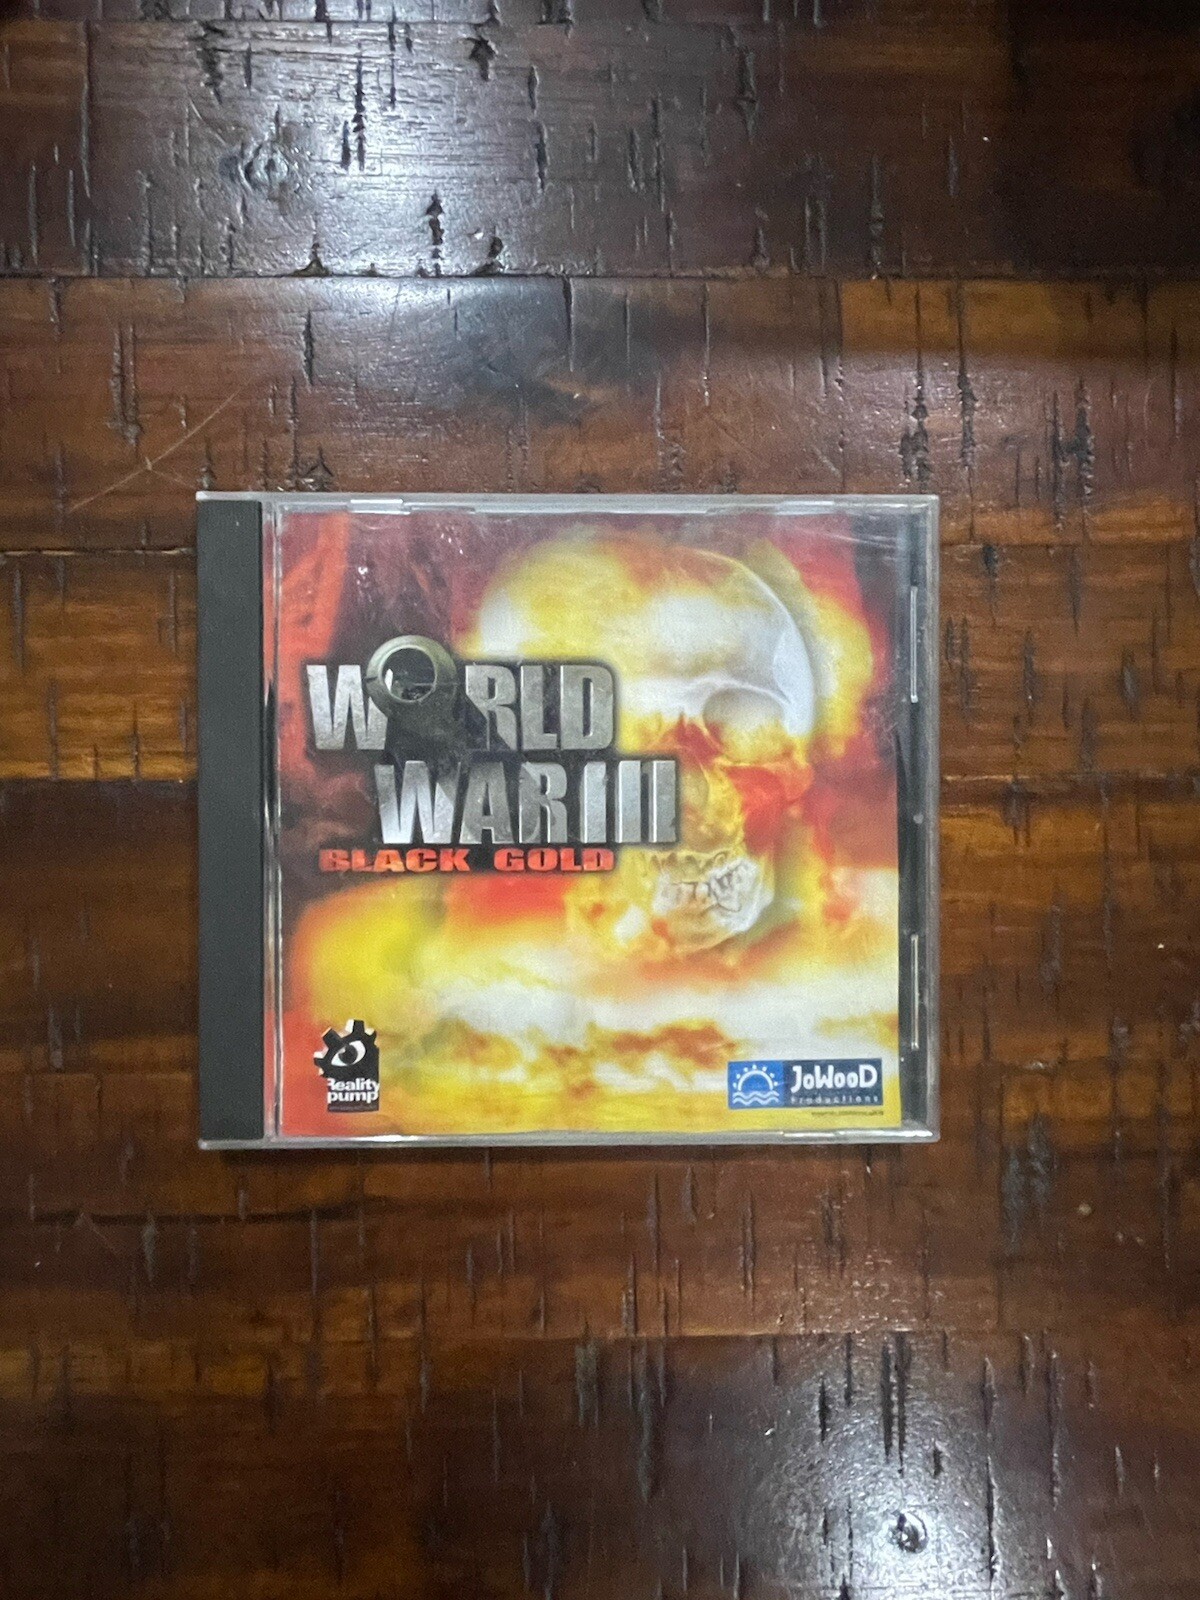 WORLD
WAR III
BLACK GOLD
Reality
pump
JoWooD
Productions